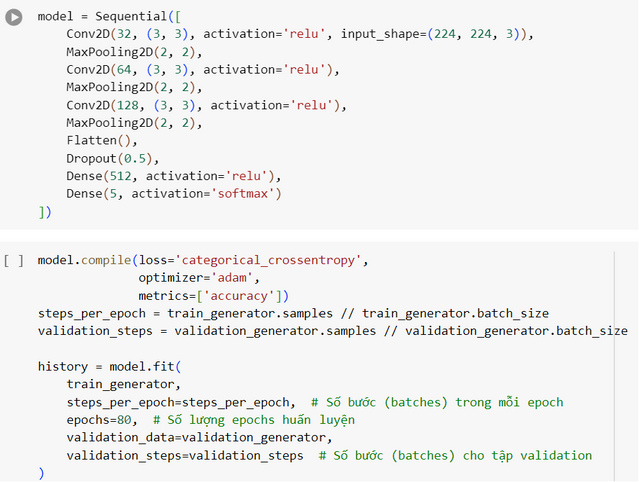 model = Sequential([
    Conv2D(32, (3, 3), activation='relu', input_shape=(224, 224, 3)),
    MaxPooling2D(2, 2),
    Conv2D(64, (3, 3), activation='relu'),
    MaxPooling2D(2, 2),
    Conv2D(128, (3, 3), activation='relu'),
    MaxPooling2D(2, 2),
    Flatten(),
    Dropout(0.5),
    Dense(512, activation='relu'),
    Dense(5, activation='softmax')
])
[ ] model.compile(loss='categorical_crossentropy',
              optimizer='adam',
              metrics=['accuracy'])
steps_per_epoch = train_generator.samples // train_generator.batch_size
validation_steps = validation_generator.samples // validation_generator.batch_size
history = model.fit(
    train_generator,
    steps_per_epoch=steps_per_epoch,  # Số bước (batches) trong mỗi epoch
    epochs=80,  # Số lượng epochs huấn luyện
    validation_data=validation_generator,
    validation_steps=validation_steps  # Số bước (batches) cho tập validation
)